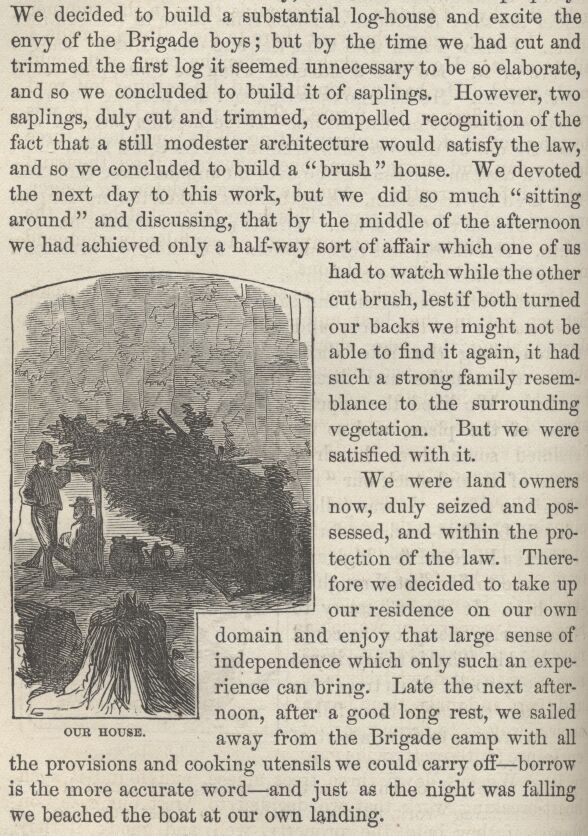 We decided to build a substantial log-house and excite the
envy of the Brigade boys; but by the time we had cut and
trimmed the first log it seemed unnecessary to be so elaborate,
and so we concluded to build it of saplings. However, two
saplings, duly cut and trimmed, compelled recognition of the
fact that a still modester architecture would satisfy the law,
and so we concluded to build a “brush” house. We devoted
the next day to this work, but we did so much “sitting
around” and discussing, that by the middle of the afternoon
we had achieved only a half-way sort of affair which one of us
had to watch while the other
cut brush, lest if both turned
our backs we might not be
able to find it again, it had
such a strong family resem-
blance to the surrounding
vegetation. But we were
satisfied with it.
We were land owners
now, duly seized and pos-
sessed, and within the pro-
tection of the law. There-
fore we decided to take up
our residence on our own
domain and enjoy that large sense of
independence which only such an expe-
rience can bring. Late the next after-
noon, after a good long rest, we sailed
away from the Brigade camp with all
the provisions and cooking utensils we could carry off—borrow
is the more accurate word—and just as the night was falling
we beached the boat at our own landing.
OUR HOUSE.